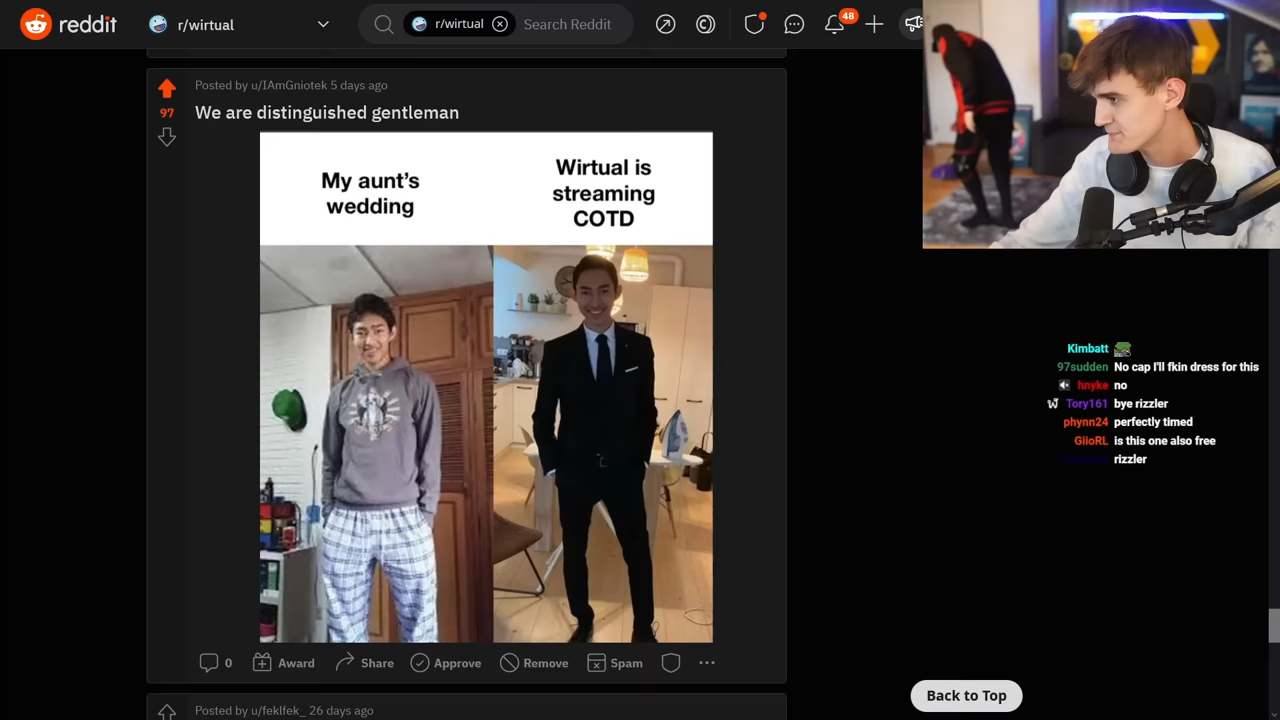 reddit
r/wirtual
r/wirtual
Search Reddit
48
Posted by u/IAmGniotek 5 days ago
97
We are distinguished gentleman
My aunt's
wedding
Wirtual is
streaming
COTD
Kimbatt
97sudden No cap I'll fkin dress for this
hnyke no
Tory161 bye rizzler
phynn24 perfectly timed
GiioRL is this one also free
rizzler
0
Award
Share
Approve
Remove
Spam
Back to Top
Posted by u/feklfek_ 26 days ago